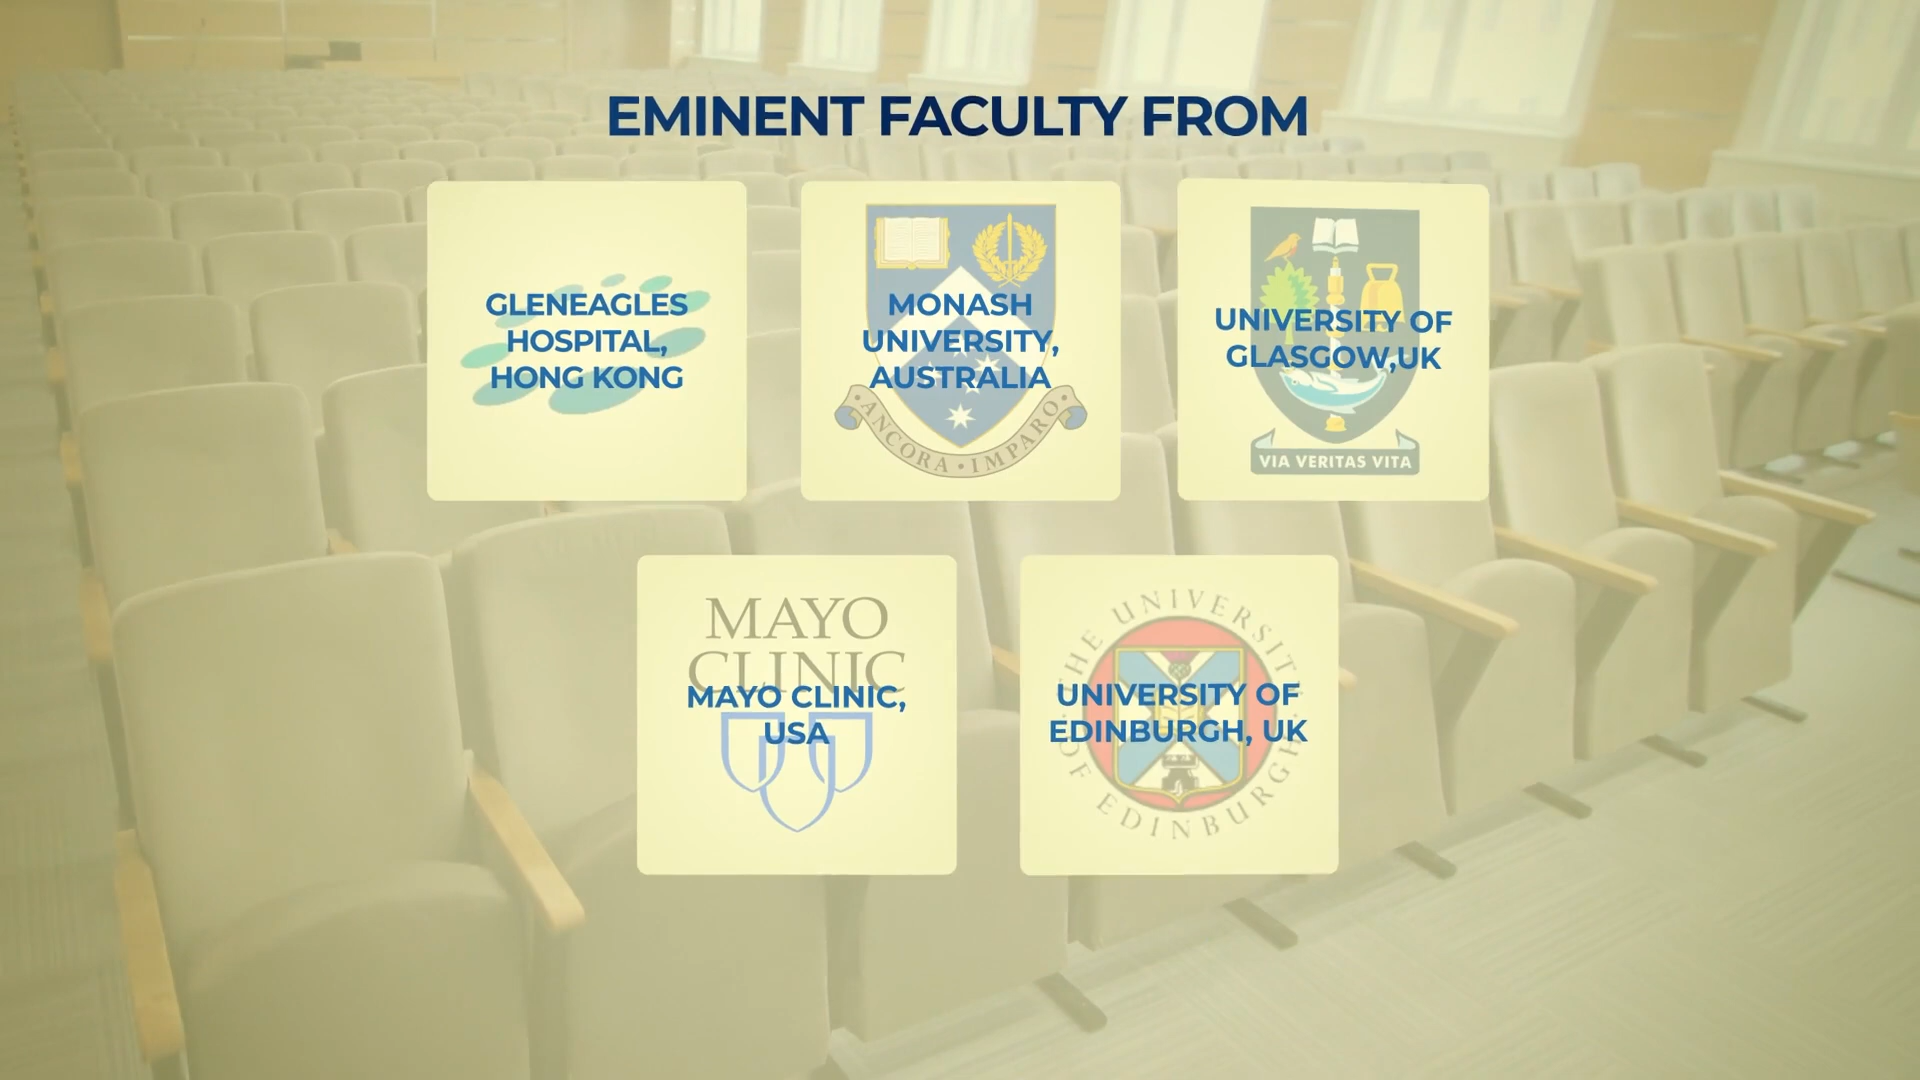 EMINENT FACULTY FROM
GLENEAGLES
HOSPITAL,
HONG KONG
MONASH
UNIVERSITY,
AUSTRALIA
ANCORA • IMPARO
UNIVERSITY OF
GLASGOW,UK
VIA VERITAS VITA
MAYO
CLINIC
MAYO CLINIC,
USA
THE UNIVERSITY
OF EDINBURGH
UNIVERSITY OF
EDINBURGH, UK